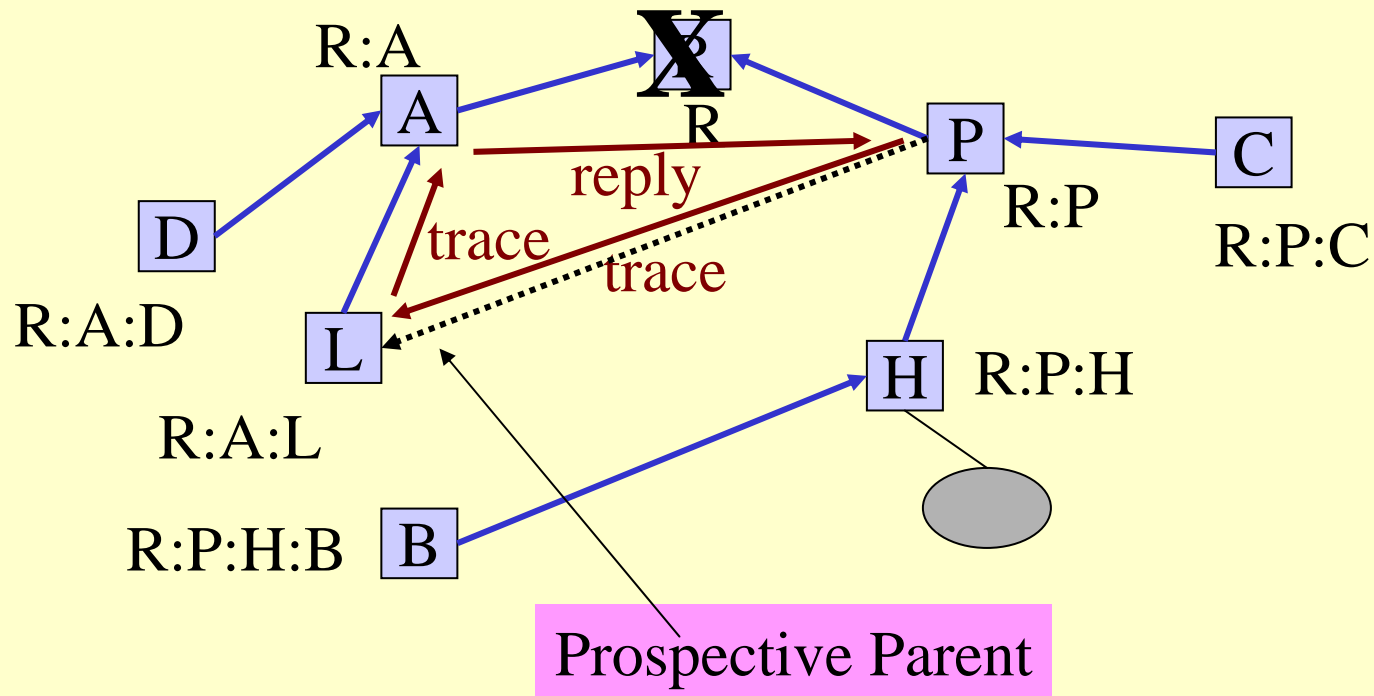 R:A
R
X
A
R
P
C
reply
R:P
D
trace
R:P:C
trace
R:A:D
L
H
R:P:H
R:A:L
B
R:P:H:B
Prospective Parent